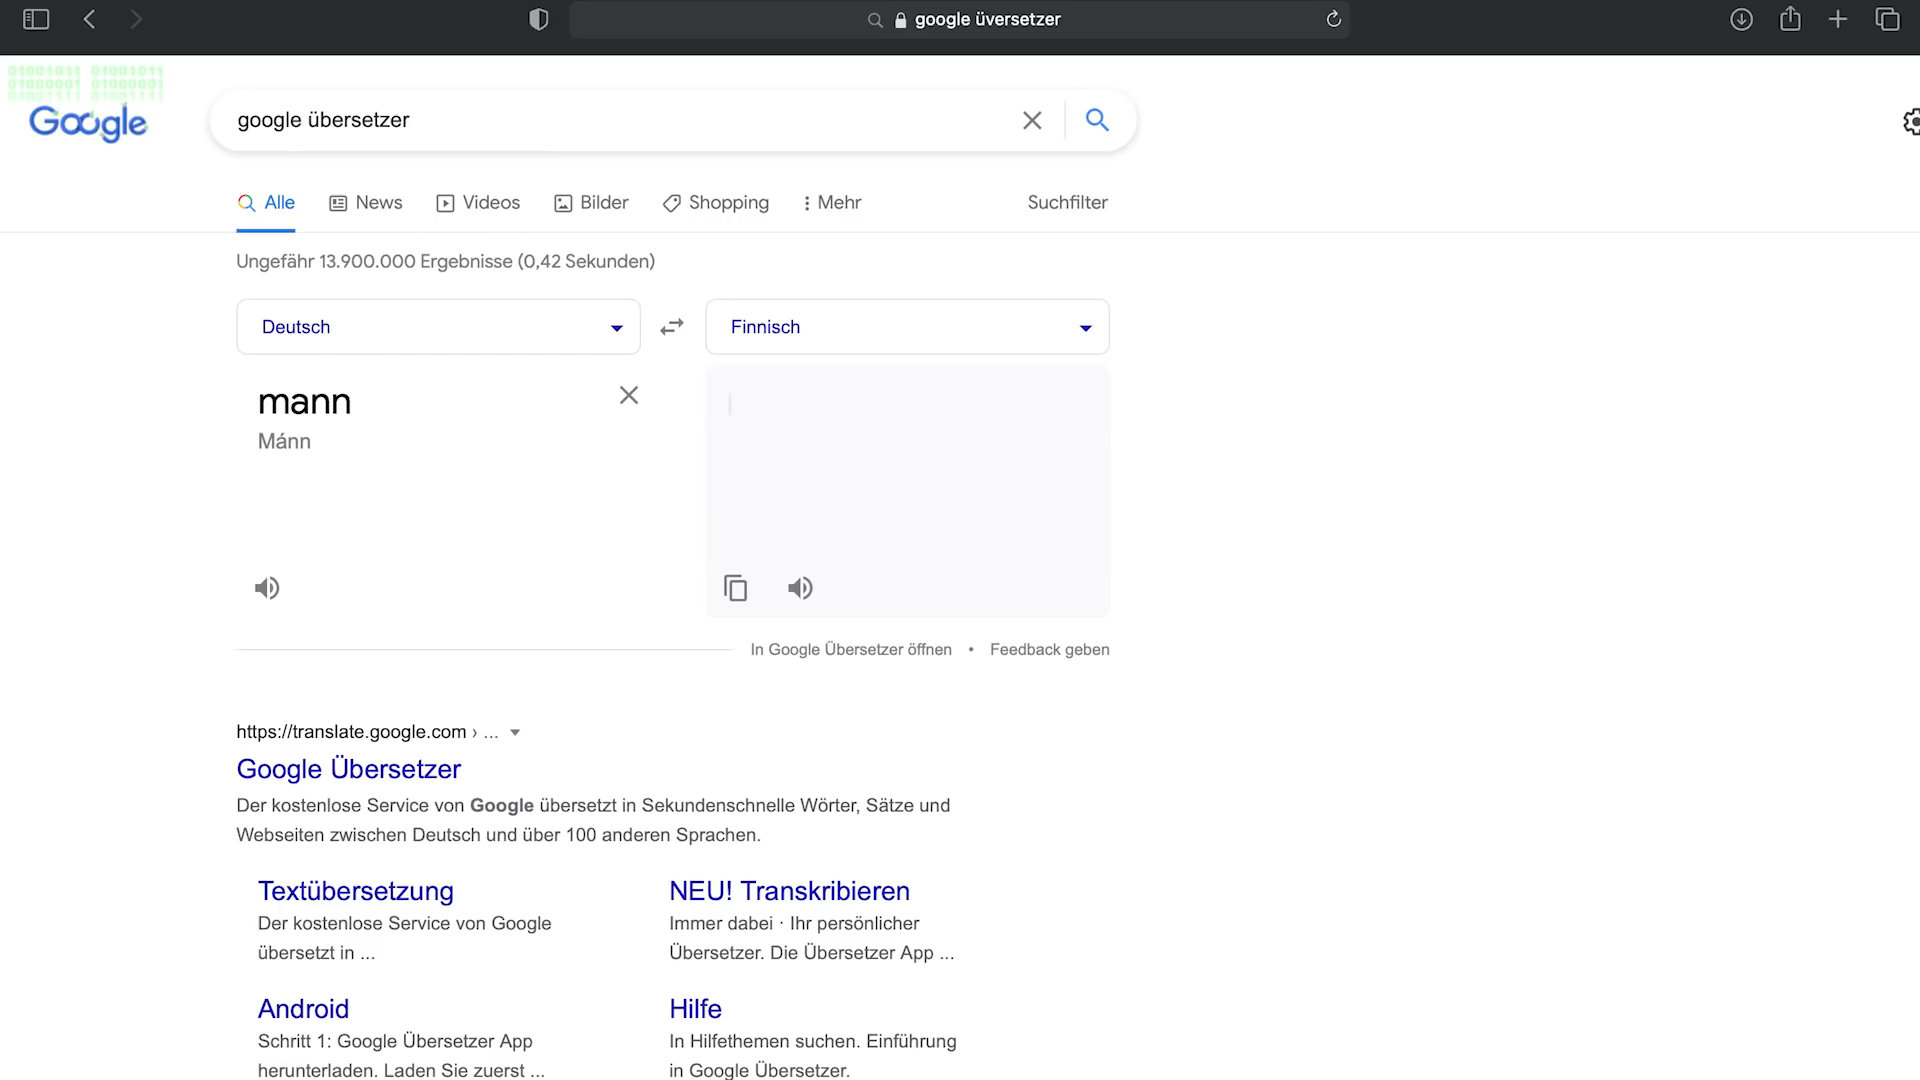 google üversetzer
01001011 01001011
01000001 01000001
Google
google übersetzer
Alle News Videos Bilder Shopping Mehr Suchfilter
Ungefähr 13.900.000 Ergebnisse (0,42 Sekunden)
Deutsch Finnisch
mann
Mánn
In Google Übersetzer öffnen • Feedback geben
https://translate.google.com › ...
Google Übersetzer
Der kostenlose Service von Google übersetzt in Sekundenschnelle Wörter, Sätze und
Webseiten zwischen Deutsch und über 100 anderen Sprachen.
Textübersetzung
Der kostenlose Service von Google
übersetzt in ...
NEU! Transkribieren
Immer dabei · Ihr persönlicher
Übersetzer. Die Übersetzer App ...
Android
Schritt 1: Google Übersetzer App
herunterladen. Laden Sie zuerst ...
Hilfe
In Hilfethemen suchen. Einführung
in Google Übersetzer.